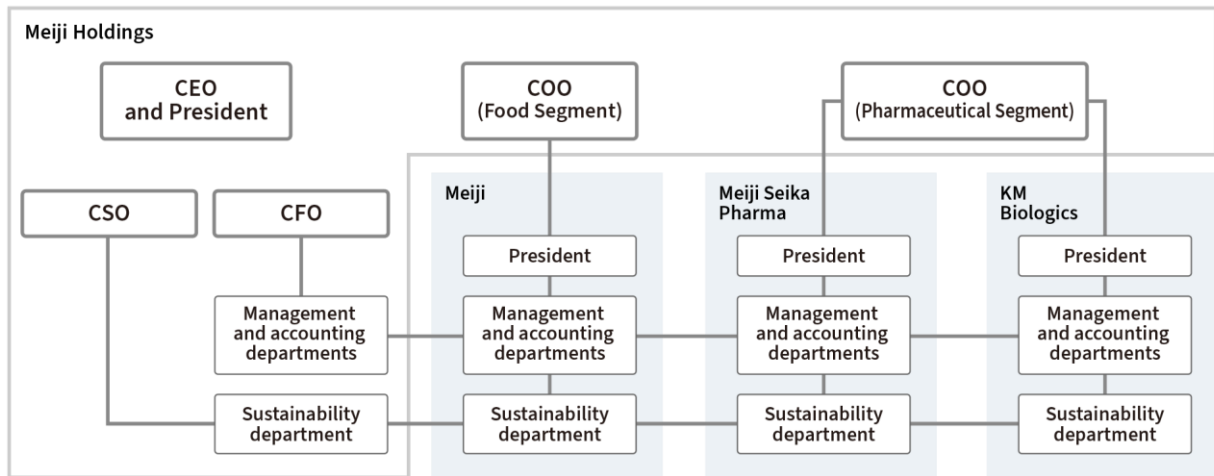 Meiji Holdings
CEO
and President
COO
(Food Segment)
COO
(Pharmaceutical Segment)
CSO
CFO
Meiji
Meiji Seika
Pharma
KM
Biologics
President
President
President
Management
and accounting
departments
Management
and accounting
departments
Management
and accounting
departments
Management
and accounting
departments
Sustainability
department
Sustainability
department
Sustainability
department
Sustainability
department